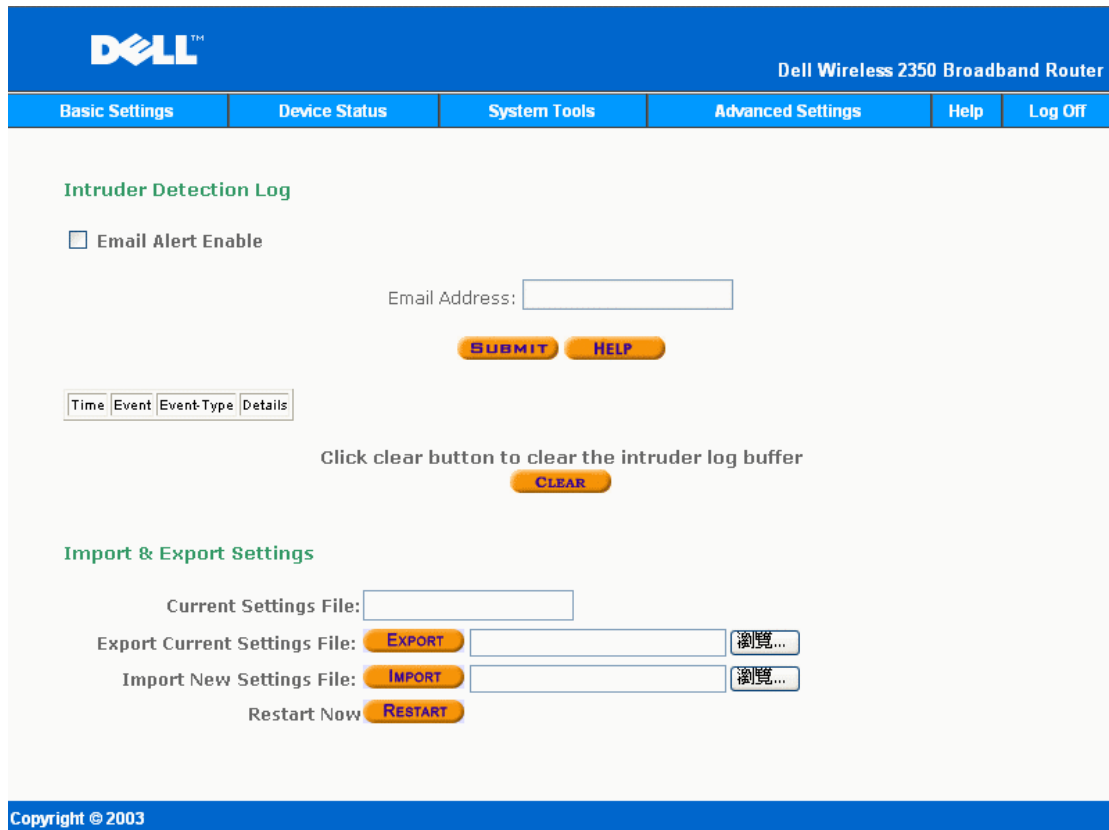 DELL™
Dell Wireless 2350 Broadband Router
Basic Settings Device Status System Tools Advanced Settings Help Log Off
Intruder Detection Log
Email Alert Enable
Email Address:
SUBMIT HELP
Time Event Event-Type Details
Click clear button to clear the intruder log buffer
CLEAR
Import & Export Settings
Current Settings File:
Export Current Settings File: EXPORT 瀏覽...
Import New Settings File: IMPORT 瀏覽...
Restart Now RESTART
Copyright © 2003